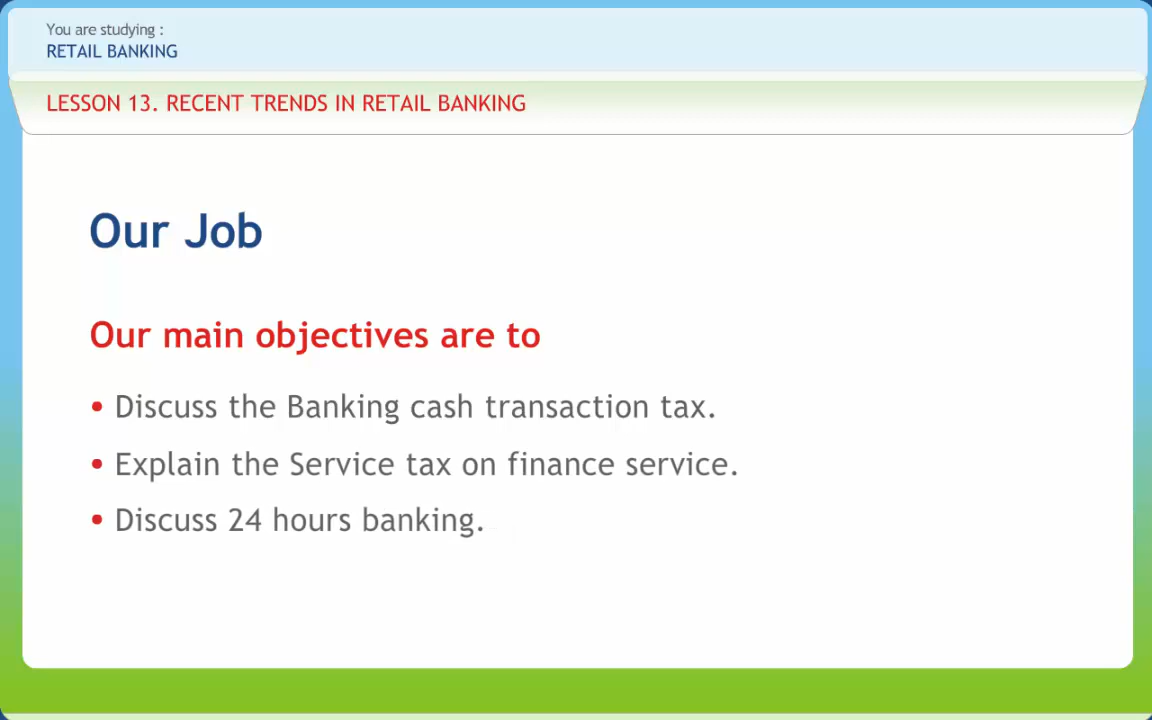 You are studying :
RETAIL BANKING
LESSON 13. RECENT TRENDS IN RETAIL BANKING
Our Job
Our main objectives are to
• Discuss the Banking cash transaction tax.
• Explain the Service tax on finance service.
• Discuss 24 hours banking.